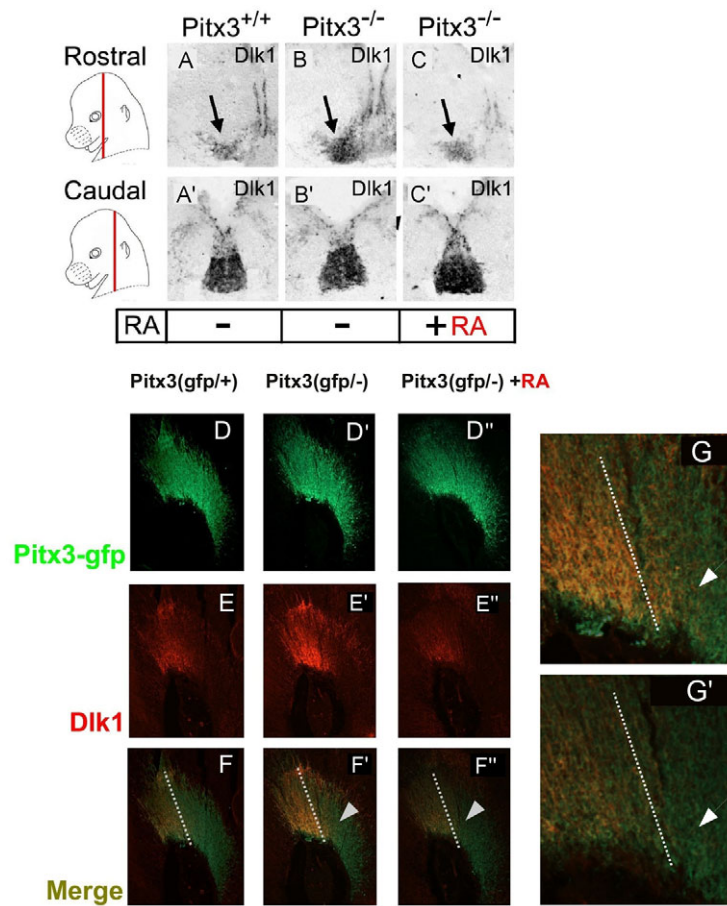 Pitx3+/+ Pitx3-/- Pitx3-/-
Rostral A Dlk1 B Dlk1 C Dlk1
Caudal A' Dlk1 B' Dlk1 C' Dlk1
RA - - +RA
Pitx3(gfp/+) Pitx3(gfp/-) Pitx3(gfp/-) +RA
D D' D" G
Pitx3-gfp
E E' E"
Dlk1 G'
F F' F"
Merge